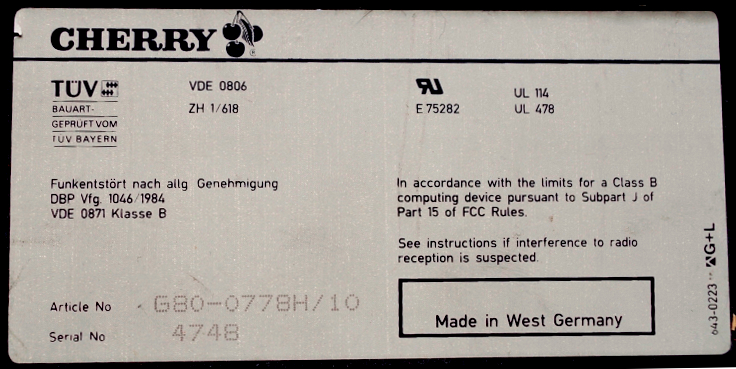 CHERRY
TÜV
BAUART-
GEPRÜFT VOM
TÜV BAYERN
VDE 0806
ZH 1/618
E 75282
UL 114
UL 478
Funkentstört nach allg Genehmigung
DBP Vfg. 1046/1984
VDE 0871 Klasse B
In accordance with the limits for a Class B
computing device pursuant to Subpart J of
Part 15 of FCC Rules.
See instructions if interference to radio
reception is suspected.
Article No G80-0778H/10
Serial No 4748
Made in West Germany
643-0223 G+L